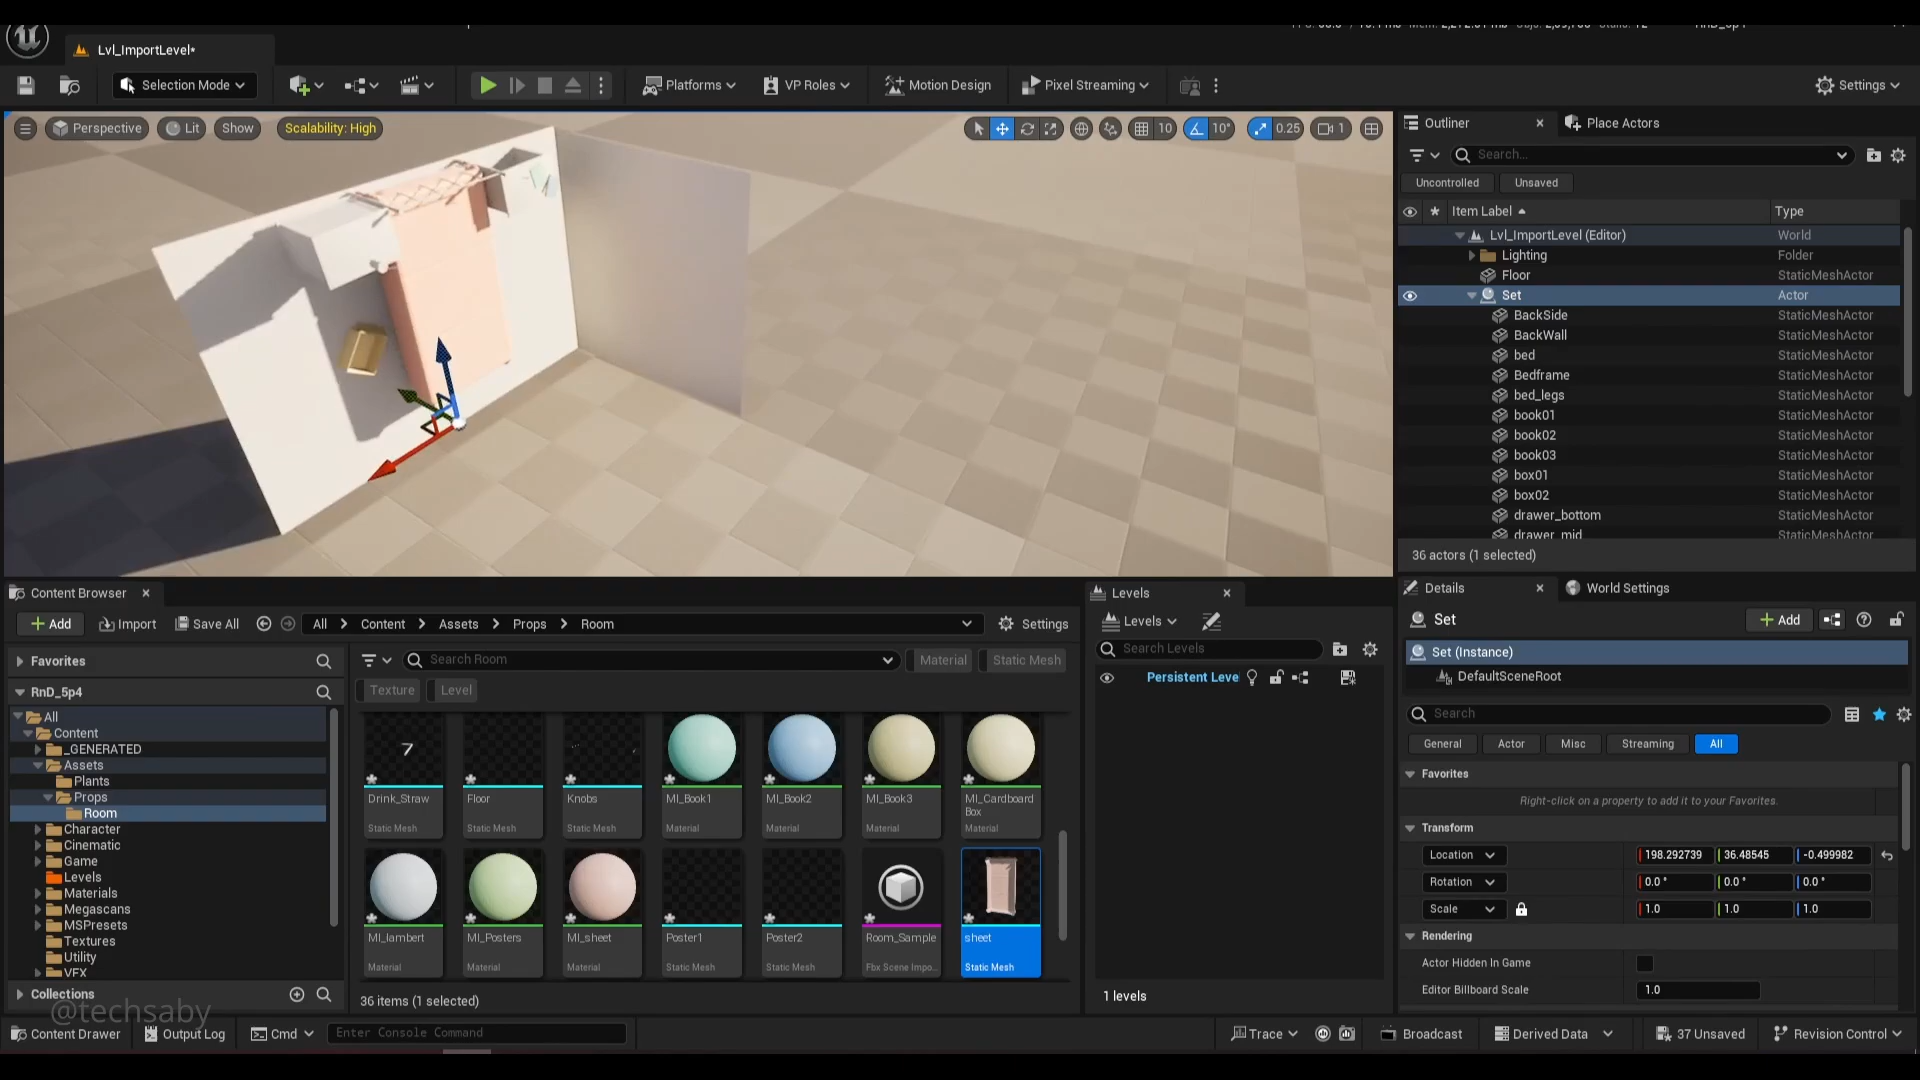 Lvl_ImportLevel*
Selection Mode
Platforms
VP Roles
Motion Design
Pixel Streaming
Settings
Perspective
Lit
Show
Scalability: High
10
10°
0.25
1
Outliner
Place Actors
Search...
Uncontrolled
Unsaved
Item Label
Type
Lvl_ImportLevel (Editor)
World
Lighting
Folder
Floor
StaticMeshActor
Set
Actor
BackSide
StaticMeshActor
BackWall
StaticMeshActor
bed
StaticMeshActor
Bedframe
StaticMeshActor
bed_legs
StaticMeshActor
book01
StaticMeshActor
book02
StaticMeshActor
book03
StaticMeshActor
box01
StaticMeshActor
box02
StaticMeshActor
drawer_bottom
StaticMeshActor
drawer_mid
StaticMeshActor
36 actors (1 selected)
Content Browser
Add
Import
Save All
All
Content
Assets
Props
Room
Settings
Favorites
RnD_5p4
All
Content
_GENERATED
Assets
Plants
Props
Room
Character
Cinematic
Game
Levels
Materials
Megascans
MSPresets
Textures
Utility
VFX
Collections
Search Room
Material
Static Mesh
Texture
Level
Drink_Straw
Static Mesh
Floor
Static Mesh
Knobs
Static Mesh
MI_Book1
Material
MI_Book2
Material
MI_Book3
Material
MI_Cardboard
Box
Material
MI_lambert
Material
MI_Posters
Material
MI_sheet
Material
Poster1
Static Mesh
Poster2
Static Mesh
Room_Sample
Fbx Scene Impo...
sheet
Static Mesh
36 items (1 selected)
Levels
Levels
Search Levels
Persistent Leve
1 levels
Details
World Settings
Set
Add
Set (Instance)
DefaultSceneRoot
Search
General
Actor
Misc
Streaming
All
Favorites
Right-click on a property to add it to your Favorites.
Transform
Location
198.292739
36.48545
-0.499982
Rotation
0.0 °
0.0 °
0.0 °
Scale
1.0
1.0
1.0
Rendering
Actor Hidden In Game
Editor Billboard Scale
1.0
@techsaby
Content Drawer
Output Log
Cmd
Enter Console Command
Trace
Broadcast
Derived Data
37 Unsaved
Revision Control